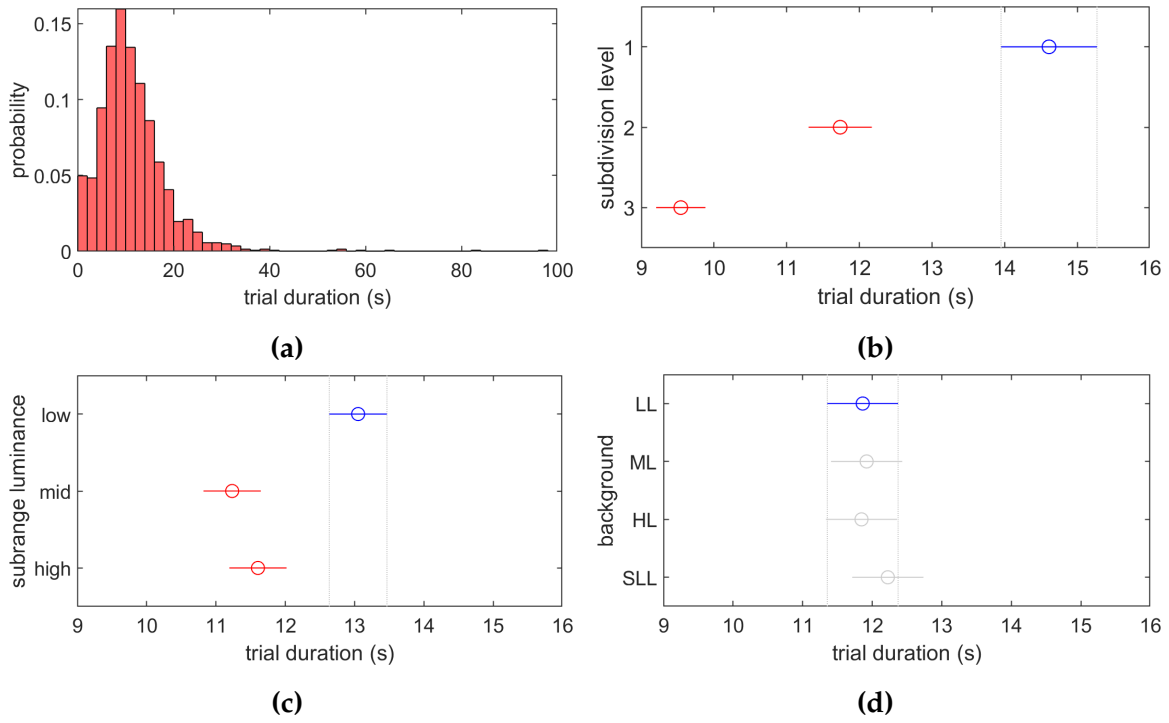 probability
0.15
0.1
0.05
0
0 20 40 60 80 100
trial duration (s)
(a)
subdivision level
1
2
3
9 10 11 12 13 14 15 16
trial duration (s)
(b)
subrange luminance
low
mid
high
9 10 11 12 13 14 15 16
trial duration (s)
(c)
background
LL
ML
HL
SLL
9 10 11 12 13 14 15 16
trial duration (s)
(d)